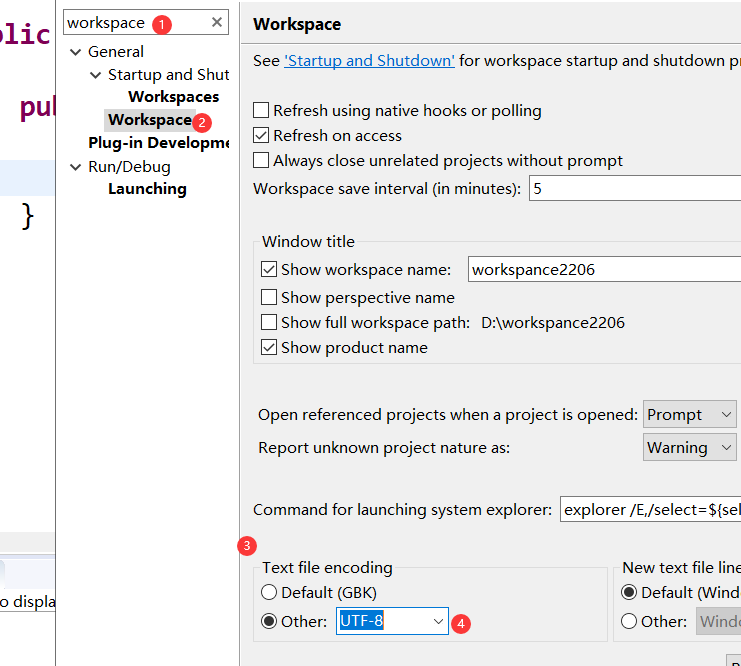 workspace 1
General
Startup and Shut
Workspaces
Workspace 2
Plug-in Developme
Run/Debug
Launching
blic
pub
}
o displa
Workspace
See 'Startup and Shutdown' for workspace startup and shutdown pr
Refresh using native hooks or polling
Refresh on access
Always close unrelated projects without prompt
Workspace save interval (in minutes): 5
Window title
Show workspace name: workspance2206
Show perspective name
Show full workspace path: D:\workspance2206
Show product name
Open referenced projects when a project is opened: Prompt
Report unknown project nature as: Warning
Command for launching system explorer: explorer /E,/select=${sel
3
Text file encoding
Default (GBK)
Other: UTF-8 4
New text file line
Default (Wind
Other: Windo